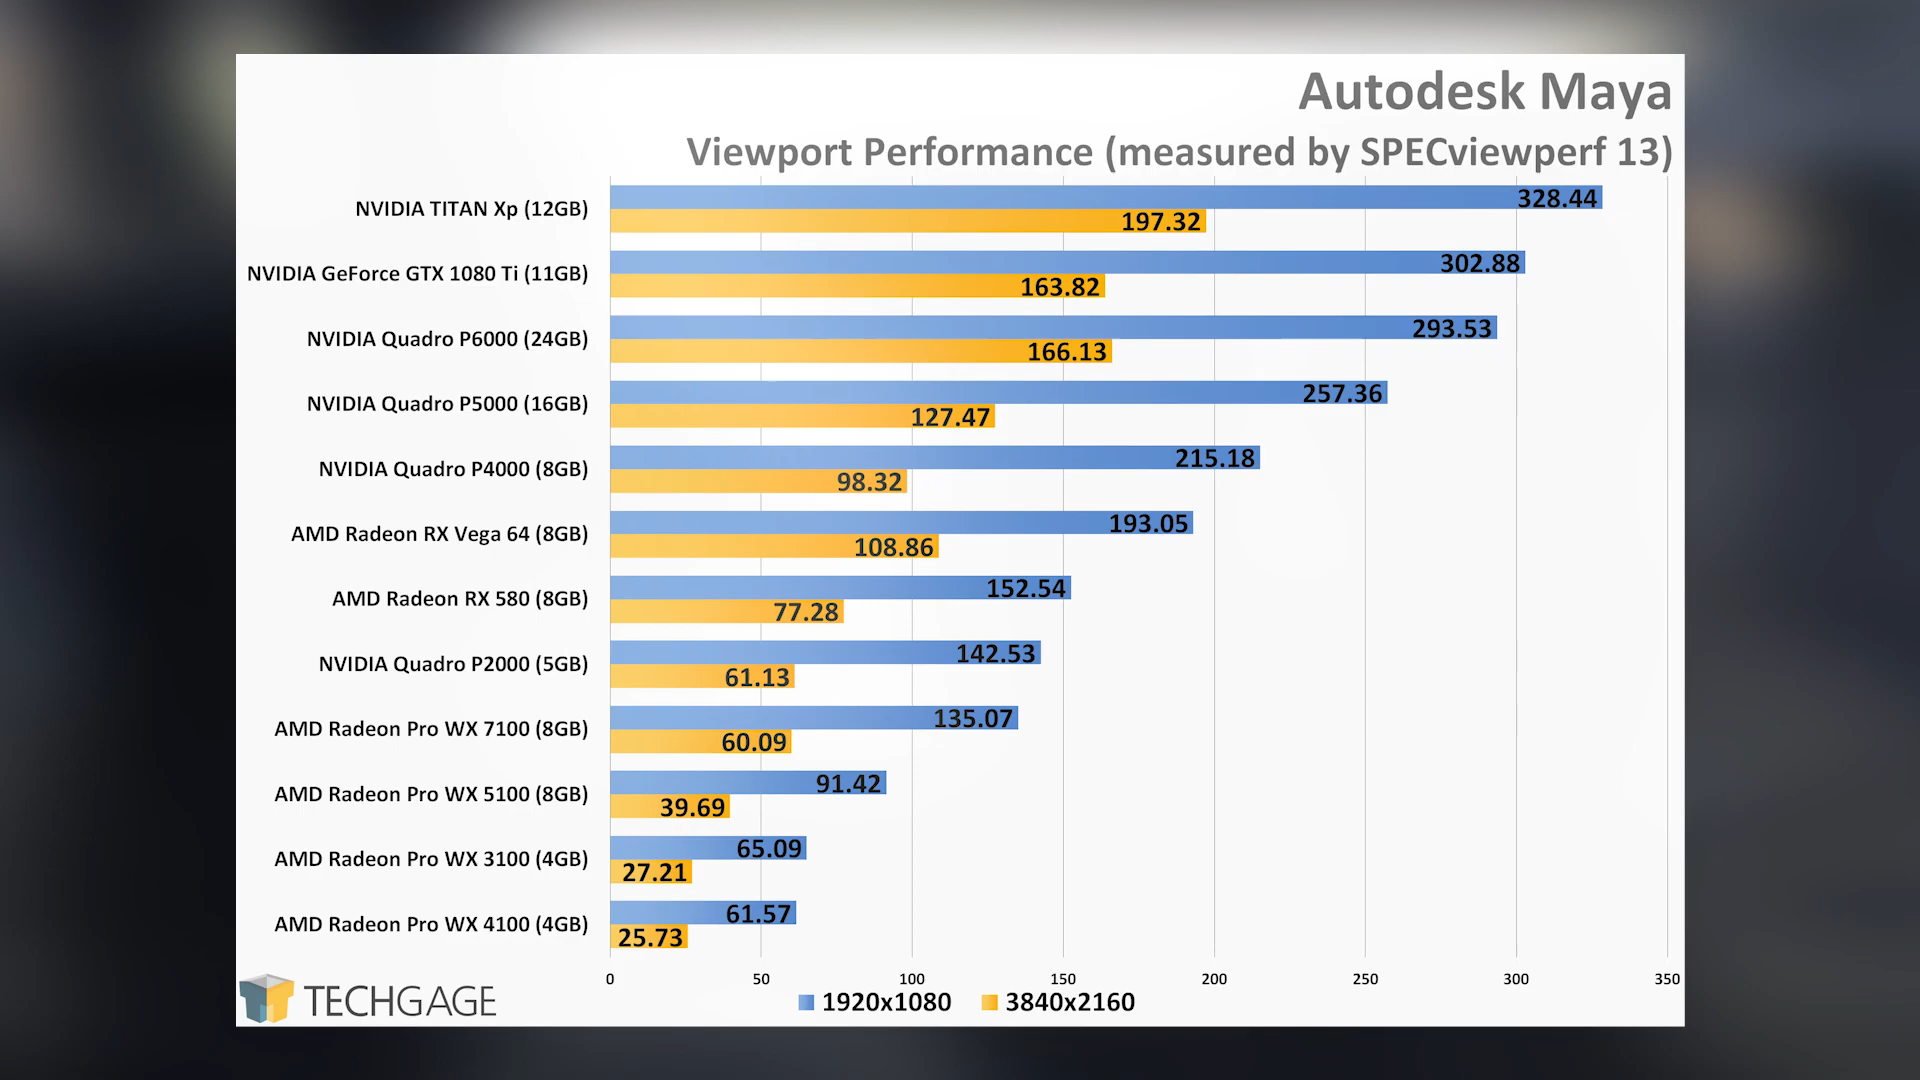 Autodesk Maya
Viewport Performance (measured by SPECviewperf 13)
NVIDIA TITAN Xp (12GB)
328.44
197.32
NVIDIA GeForce GTX 1080 Ti (11GB)
302.88
163.82
NVIDIA Quadro P6000 (24GB)
293.53
166.13
NVIDIA Quadro P5000 (16GB)
257.36
127.47
NVIDIA Quadro P4000 (8GB)
215.18
98.32
AMD Radeon RX Vega 64 (8GB)
193.05
108.86
AMD Radeon RX 580 (8GB)
152.54
77.28
NVIDIA Quadro P2000 (5GB)
142.53
61.13
AMD Radeon Pro WX 7100 (8GB)
135.07
60.09
AMD Radeon Pro WX 5100 (8GB)
91.42
39.69
AMD Radeon Pro WX 3100 (4GB)
65.09
27.21
AMD Radeon Pro WX 4100 (4GB)
61.57
25.73
0 50 100 150 200 250 300 350
1920x1080 3840x2160
TECHGAGE